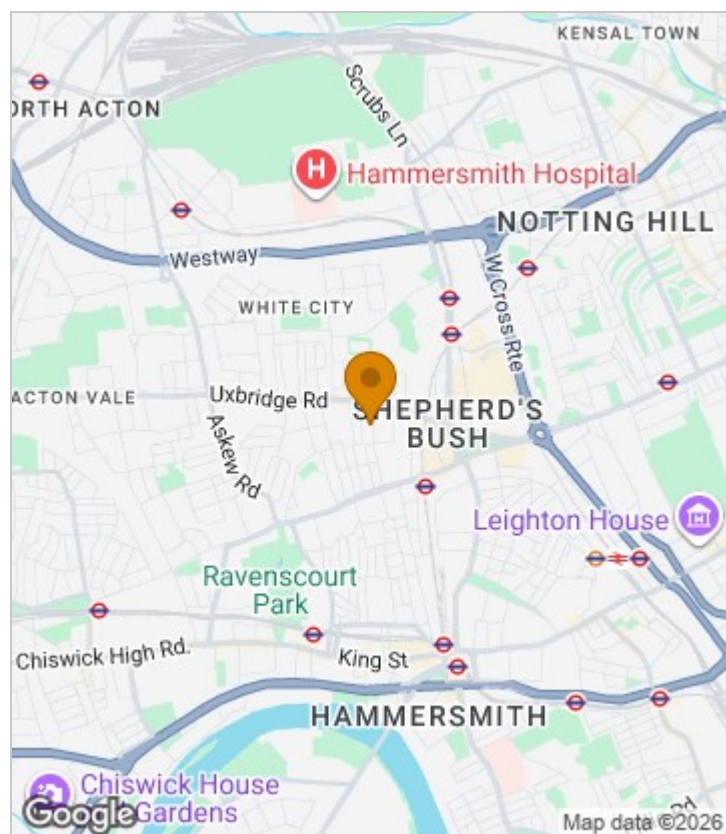 KENSAL TOWN
ORTH ACTON
Scrubs Ln
H
Hammersmith Hospital
NOTTING HILL
Westway
W Cross Rte
WHITE CITY
ACTON VALE
Uxbridge Rd
SHEPHERD'S
BUSH
Askew Rd
Leighton House
Ravenscourt
Park
Chiswick High Rd.
King St
HAMMERSMITH
Chiswick House
Gardens
Google
Map data ©2026